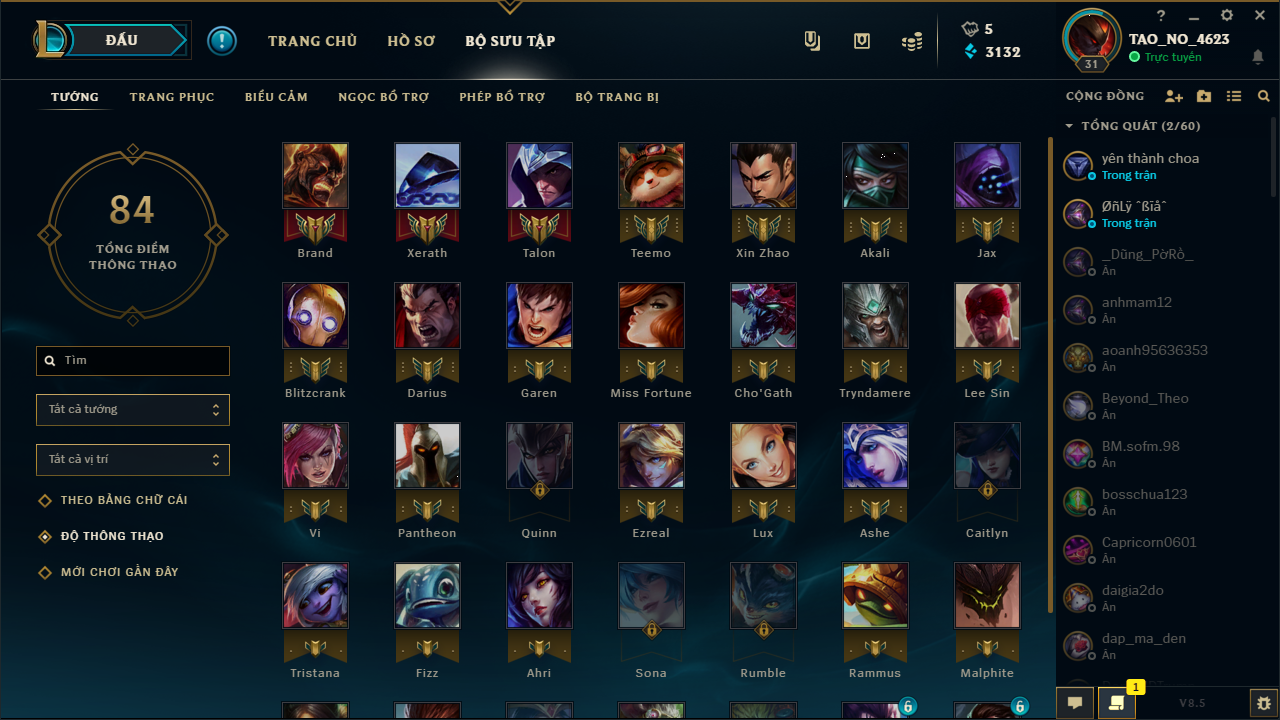 ĐẤU
TRANG CHỦ
HỒ SƠ
BỘ SƯU TẬP
5
3132
?
TAO_NO_4623
Trực tuyến
31
TƯỚNG
TRANG PHỤC
BIỂU CẢM
NGỌC BỔ TRỢ
PHÉP BỔ TRỢ
BỘ TRANG BỊ
CỘNG ĐỒNG
TỔNG QUÁT (2/60)
84
TỔNG ĐIỂM
THÔNG THẠO
Tìm
Tất cả tướng
Tất cả vị trí
THEO BẢNG CHỮ CÁI
ĐỘ THÔNG THẠO
MỚI CHƠI GẦN ĐÂY
Brand
Xerath
Talon
Teemo
Xin Zhao
Akali
Jax
Blitzcrank
Darius
Garen
Miss Fortune
Cho'Gath
Tryndamere
Lee Sin
Vi
Pantheon
Quinn
Ezreal
Lux
Ashe
Caitlyn
Tristana
Fizz
Ahri
Sona
Rumble
Rammus
Malphite
6
6
yên thành choa
Trong trận
ØñLÿ ˆßïåˆ
Trong trận
_Dũng_PờRồ_
Ẩn
anhmam12
Ẩn
aoanh95636353
Ẩn
Beyond_Theo
Ẩn
BM.sofm.98
Ẩn
bosschua123
Ẩn
Capricorn0601
Ẩn
daigia2do
Ẩn
dap_ma_den
Ẩn
1
V8.5